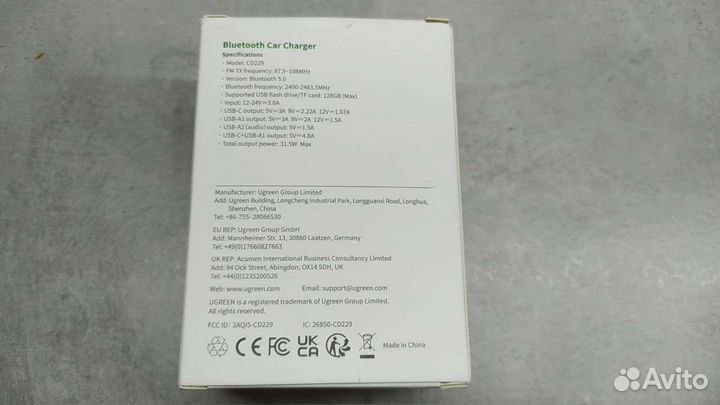 Bluetooth Car Charger
Specifications
· Model: CD229
· FM TX frequency: 87.5~108MHz
· Version: Bluetooth 5.0
· Bluetooth frequency: 2400-2483.5MHz
· Supported USB flash drive/TF card: 128GB (Max)
· Input: 12-24V⎓3.6A
· USB-C output: 5V⎓3A 9V⎓2.22A 12V⎓1.67A
· USB-A1 output: 5V⎓3A 9V⎓2A 12V⎓1.5A
· USB-A2 (audio) output: 5V⎓1.5A
· USB-C+USB-A1 output: 5V⎓4.8A
· Total output power: 31.5W Max
Manufacturer: Ugreen Group Limited
Add: Ugreen Building, Longcheng Industrial Park, Longguanxi Road, Longhua,
Shenzhen, China
Tel: +86-755- 28066530
EU REP: Ugreen Group GmbH
Add: Mannheimer Str. 13, 30880 Laatzen, Germany
Tel: +49(0)17660827663
UK REP: Acumen International Business Consultancy Limited
Add: 94 Ock Street, Abingdon, OX14 5DH, UK
Tel: +44(0)1235200526
Web: www.ugreen.com Email: support@ugreen.com
UGREEN is a registered trademark of Ugreen Group Limited.
All rights reserved.
FCC ID: 2AQI5-CD229 IC: 26850-CD229
CE FC UK CA Made in China
Avito